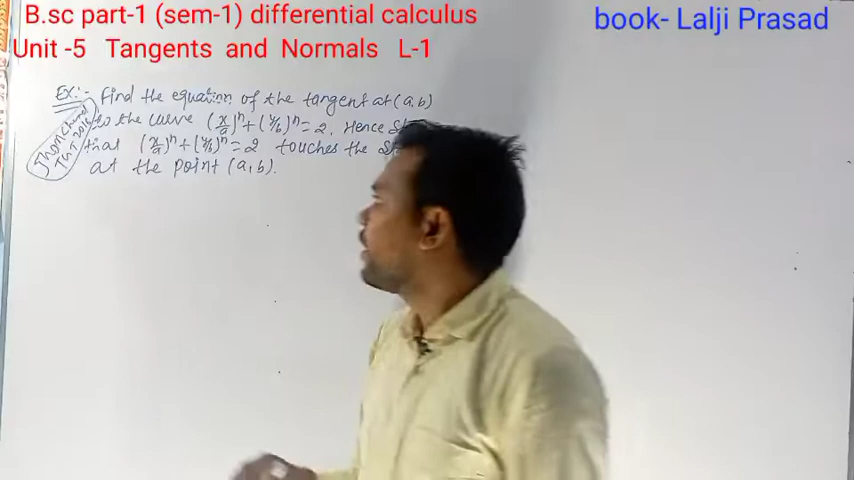 B.sc part-1 (sem-1) differential calculus
book- Lalji Prasad
Unit -5 Tangents and Normals L-1
Ex:- Find the equation of the tangent at (a,b)
to the curve (x/a)^n + (y/b)^n = 2. Hence
that (x/a)^n + (y/b)^n = 2 touches the
at the point (a,b).